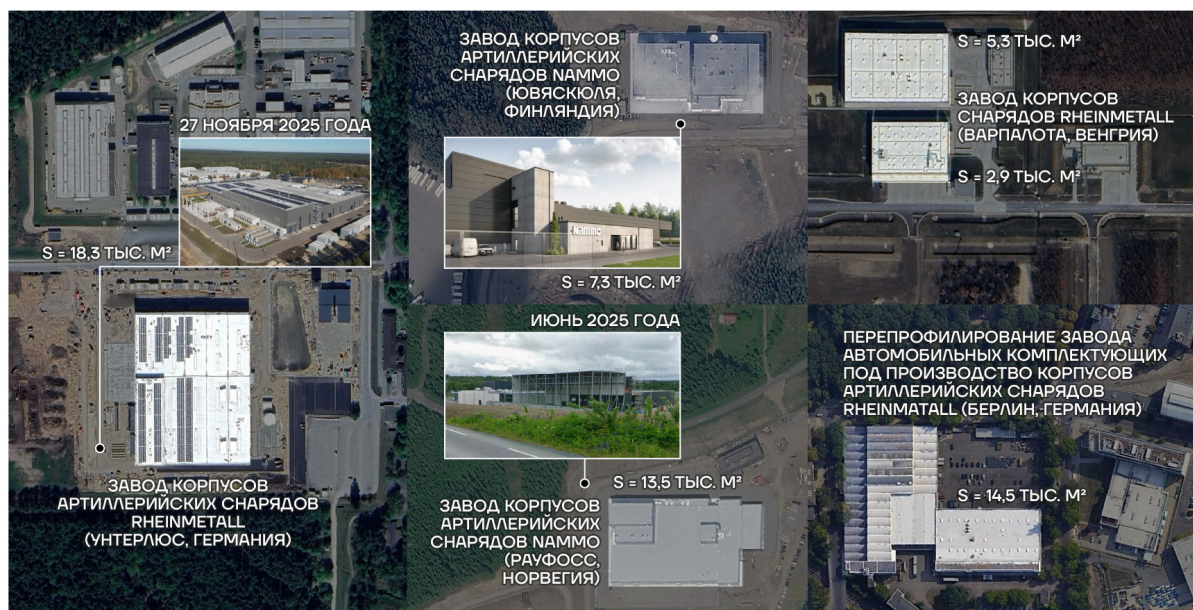 27 НОЯБРЯ 2025 ГОДА
S = 18,3 ТЫС. М²
ЗАВОД КОРПУСОВ
АРТИЛЛЕРИЙСКИХ СНАРЯДОВ
RHEINMETALL
(УНТЕРЛЮС, ГЕРМАНИЯ)
ЗАВОД КОРПУСОВ
АРТИЛЛЕРИЙСКИХ
СНАРЯДОВ NAMMO
(ЮВЯСКЮЛЯ,
ФИНЛЯНДИЯ)
Nammo
S = 7,3 ТЫС. М²
ИЮНЬ 2025 ГОДА
S = 13,5 ТЫС. М²
ЗАВОД КОРПУСОВ
АРТИЛЛЕРИЙСКИХ
СНАРЯДОВ NAMMO
(РАУФОСС,
НОРВЕГИЯ)
S = 5,3 ТЫС. М²
ЗАВОД КОРПУСОВ
СНАРЯДОВ RHEINMETALL
(ВАРПАЛОТА, ВЕНГРИЯ)
S = 2,9 ТЫС. М²
ПЕРЕПРОФИЛИРОВАНИЕ ЗАВОДА
АВТОМОБИЛЬНЫХ КОМПЛЕКТУЮЩИХ
ПОД ПРОИЗВОДСТВО КОРПУСОВ
АРТИЛЛЕРИЙСКИХ СНАРЯДОВ
RHEINMATALL (БЕРЛИН, ГЕРМАНИЯ)
S = 14,5 ТЫС. М²